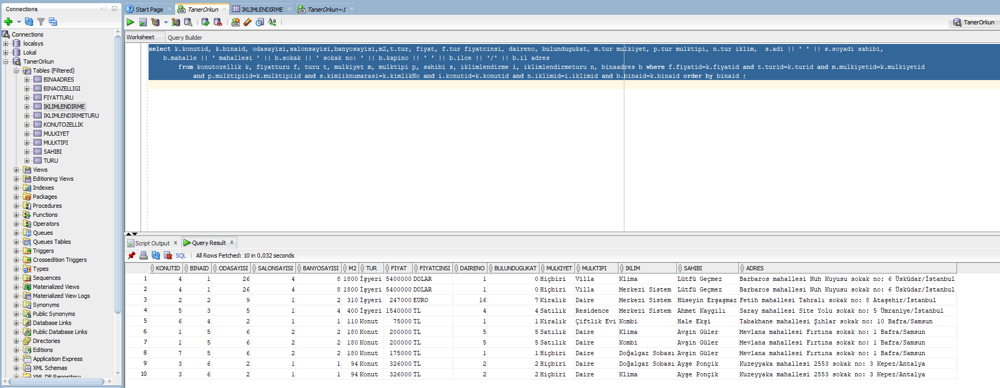 Connections
Start Page
TanerOrkun
IKLIMLENDIRME
TanerOrkun~1
TanerOrkun
Connections
localsys
Lokal
TanerOrkun
Tables (Filtered)
BINAADRES
BINAOZELLIGI
FIYATTURU
IKLIMLENDIRME
IKLIMLENDIRMETURU
KONUTOZELLIK
MULKIYET
MULKTIPI
SAHIBI
TURU
Views
Editioning Views
Indexes
Packages
Procedures
Functions
Operators
Queues
Queues Tables
Triggers
Crossedition Triggers
Types
Sequences
Materialized Views
Materialized View Logs
Synonyms
Public Synonyms
Database Links
Public Database Links
Directories
Editions
Application Express
XML Schemas
XML DB Repository
Worksheet Query Builder
select k.konutid, k.binaid, odasayisi,salonsayisi,banyosayisi,m2,t.tur, fiyat, f.tur fiyatcinsi, daireno, bulundugukat, m.tur mulkiyet, p.tur mulktipi, n.tur iklim,  s.adi || ' ' || s.soyadi sahibi,
b.mahalle || ' mahallesi ' || b.sokak || ' sokak no: ' || b.kapino || ' ' || b.ilce || '/' || b.il adres
from konutozellik k, fiyatturu f, turu t, mulkiyet m, mulktipi p, sahibi s, iklimlendirme i, iklimlendirmeturu n, binaadres b where f.fiyatid=k.fiyatid and t.turid=k.turid and m.mulkiyetid=k.mulkiyetid
and p.mulktipiid=k.mulktipiid and s.kimliknumarasi=k.kimlikNo and i.konutid=k.konutid and n.iklimid=i.iklimid and b.binaid=k.binaid order by binaid ;
Script Output x Query Result x
SQL | All Rows Fetched: 10 in 0,032 seconds
KONUTID BINAID ODASAYISI SALONSAYISI BANYOSAYISI M2 TUR FIYAT FIYATCINSI DAIRENO BULUNDUGUKAT MULKIYET MULKTIPI IKLIM SAHIBI ADRES
1 4 1 26 4 8 1800 İşyeri 5400000 DOLAR 1 0 Hiçbiri Villa Klima Lütfü Geçmez Barbaros mahallesi Nuh Kuyusu sokak no: 6 Üsküdar/İstanbul
2 4 1 26 4 8 1800 İşyeri 5400000 DOLAR 1 0 Hiçbiri Villa Merkezi Sistem Lütfü Geçmez Barbaros mahallesi Nuh Kuyusu sokak no: 6 Üsküdar/İstanbul
3 2 2 9 1 2 310 İşyeri 247000 EURO 16 7 Kiralık Daire Merkezi Sistem Hüseyin Erşaşmaz Fetih mahallesi Tahralı sokak no: 8 Ataşehir/İstanbul
4 5 3 5 1 4 400 İşyeri 1540000 TL 4 4 Satılık Residence Merkezi Sistem Ahmet Kaygılı Saray mahallesi Site Yolu sokak no: 5 Ümraniye/İstanbul
5 6 4 2 1 1 110 Konut 75000 TL 1 1 Kiralık Çiftlik Evi Kombi Hale Ekşi Tabakhane mahallesi Şıhlar sokak no: 10 Bafra/Samsun
6 1 5 6 2 2 180 Konut 200000 TL 5 5 Satılık Daire Klima Avşin Güler Mevlana mahallesi Fırtına sokak no: 1 Bafra/Samsun
7 1 5 6 2 2 180 Konut 200000 TL 5 5 Satılık Daire Kombi Avşin Güler Mevlana mahallesi Fırtına sokak no: 1 Bafra/Samsun
8 7 5 6 2 2 180 Konut 175000 TL 1 1 Hiçbiri Daire Doğalgaz Sobası Avşin Güler Mevlana mahallesi Fırtına sokak no: 1 Bafra/Samsun
9 3 6 2 1 1 94 Konut 326000 TL 2 2 Hiçbiri Daire Doğalgaz Sobası Ayşe Ponçik Kuzeyyaka mahallesi 2553 sokak no: 3 Kepez/Antalya
10 3 6 2 1 1 94 Konut 326000 TL 2 2 Hiçbiri Daire Klima Ayşe Ponçik Kuzeyyaka mahallesi 2553 sokak no: 3 Kepez/Antalya